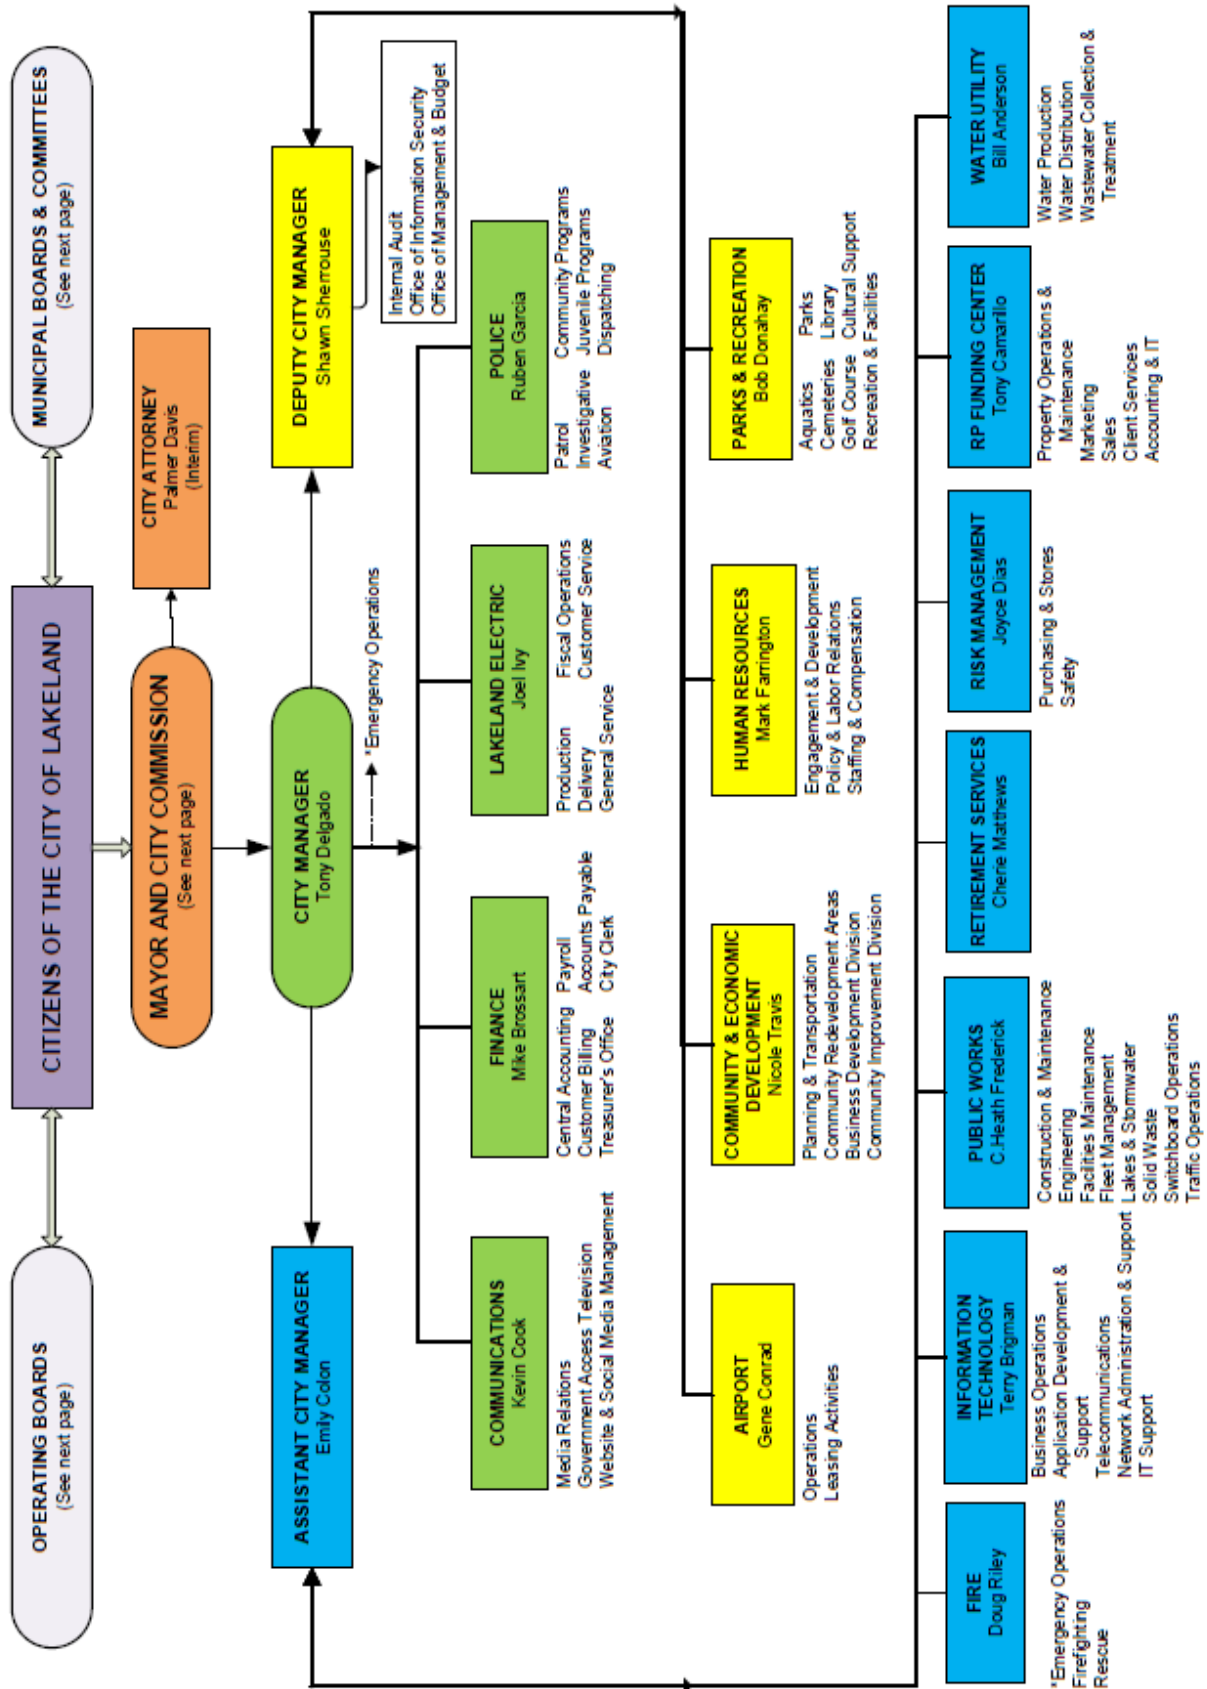 OPERATING BOARDS
(See next page)
CITIZENS OF THE CITY OF LAKELAND
MUNICIPAL BOARDS & COMMITTEES
(See next page)
MAYOR AND CITY COMMISSION
(See next page)
CITY ATTORNEY
Palmer Davis
(Interim)
ASSISTANT CITY MANAGER
Emily Colon
CITY MANAGER
Tony Delgado
DEPUTY CITY MANAGER
Shawn Sherrouse
*Emergency Operations
Internal Audit
Office of Information Security
Office of Management & Budget
COMMUNICATIONS
Kevin Cook
Media Relations
Government Access Television
Website & Social Media Management
FINANCE
Mike Brossart
Central Accounting Payroll
Customer Billing Accounts Payable
Treasurer's Office City Clerk
LAKELAND ELECTRIC
Joel Ivy
Production Fiscal Operations
Delivery Customer Service
General Service
POLICE
Ruben Garcia
Patrol Community Programs
Investigative Juvenile Programs
Aviation Dispatching
AIRPORT
Gene Conrad
Operations
Leasing Activities
COMMUNITY & ECONOMIC
DEVELOPMENT
Nicole Travis
Planning & Transportation
Community Redevelopment Areas
Business Development Division
Community Improvement Division
HUMAN RESOURCES
Mark Farrington
Engagement & Development
Policy & Labor Relations
Staffing & Compensation
PARKS & RECREATION
Bob Donahay
Aquatics Parks
Cemeteries Library
Golf Course Cultural Support
Recreation & Facilities
FIRE
Doug Riley
*Emergency Operations
Firefighting
Rescue
INFORMATION
TECHNOLOGY
Terry Brigman
Business Operations
Application Development &
Support
Telecommunications
Network Administration & Support
IT Support
PUBLIC WORKS
C.Heath Frederick
Construction & Maintenance
Engineering
Facilities Maintenance
Fleet Management
Lakes & Stormwater
Solid Waste
Switchboard Operations
Traffic Operations
RETIREMENT SERVICES
Cherie Matthews
RISK MANAGEMENT
Joyce Dias
Purchasing & Stores
Safety
RP FUNDING CENTER
Tony Camarillo
Property Operations &
Maintenance
Marketing
Sales
Client Services
Accounting & IT
WATER UTILITY
Bill Anderson
Water Production
Water Distribution
Wastewater Collection &
Treatment